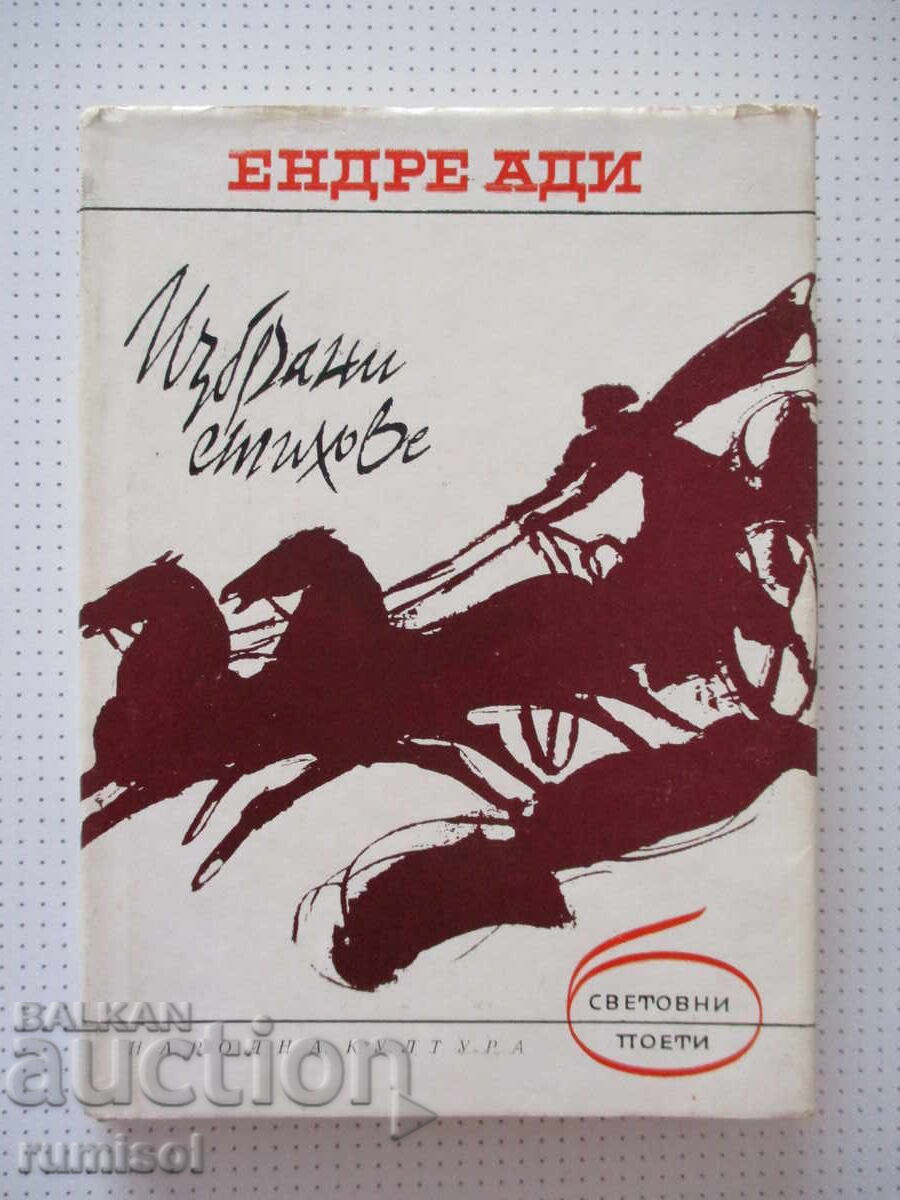 ЕНДРЕ АДИ
Избрани
стихове
СВЕТОВНИ
ПОЕТИ
НАРОДНА КУЛТУРА
BALKAN
auction
rumisol